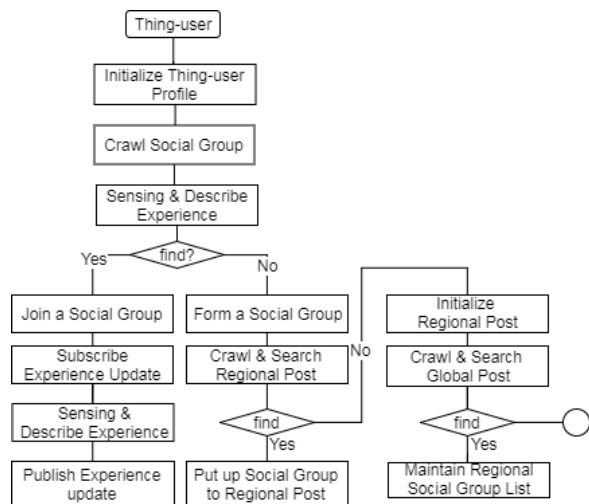 Thing-user
Initialize Thing-user
Profile
Crawl Social Group
Sensing & Describe
Experience
find?
Yes
No
Join a Social Group
Subscribe
Experience Update
Sensing &
Describe Experience
Publish Experience
update
Form a Social Group
Crawl & Search
Regional Post
find
Yes
No
Put up Social Group
to Regional Post
Initialize
Regional Post
Crawl & Search
Global Post
find
Yes
Maintain Regional
Social Group List